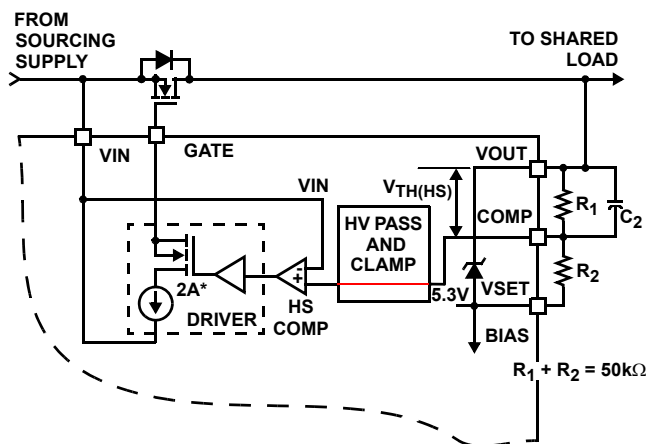 FROM
SOURCING
SUPPLY
TO SHARED
LOAD
VIN
GATE
VOUT
VIN
V_TH(HS)
COMP
R1
C2
HV PASS
AND
CLAMP
R2
2A*
5.3V
VSET
- +
HS
COMP
DRIVER
BIAS
R1 + R2 = 50kΩ